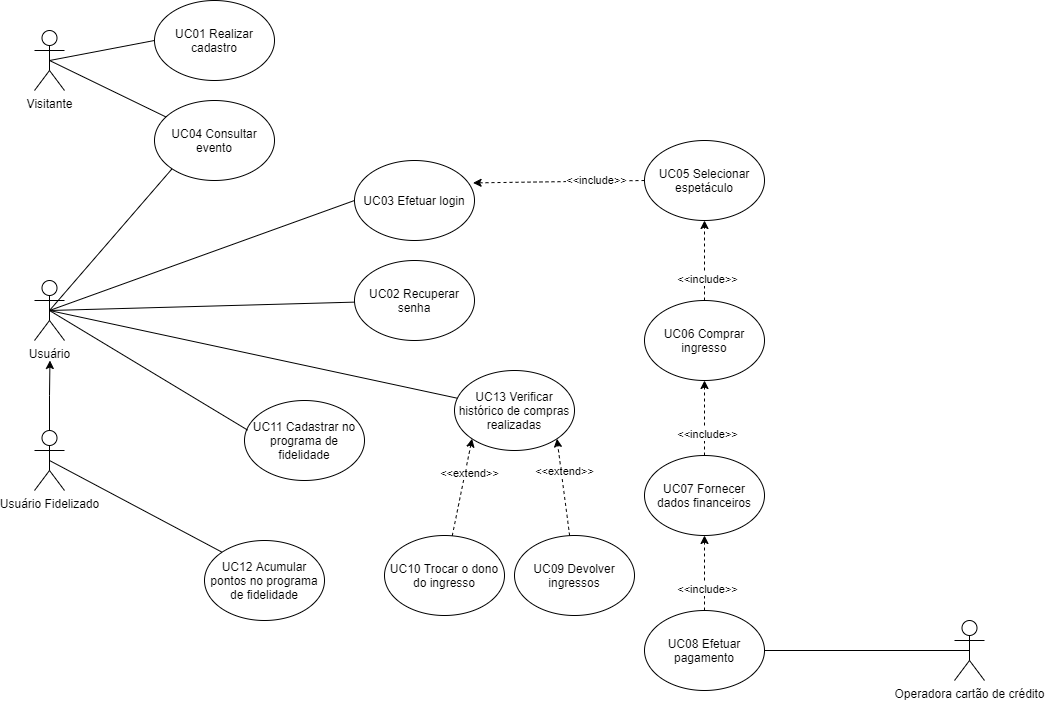 UC01 Realizar
cadastro
Visitante
UC04 Consultar
evento
UC03 Efetuar login
<<include>>
UC05 Selecionar
espetáculo
<<include>>
UC02 Recuperar
senha
UC06 Comprar
ingresso
Usuário
UC13 Verificar
histórico de compras
realizadas
UC11 Cadastrar no
programa de
fidelidade
<<include>>
<<extend>>
<<extend>>
UC07 Fornecer
dados financeiros
Usuário Fidelizado
UC12 Acumular
pontos no programa
de fidelidade
UC10 Trocar o dono
do ingresso
UC09 Devolver
ingressos
<<include>>
UC08 Efetuar
pagamento
Operadora cartão de crédito